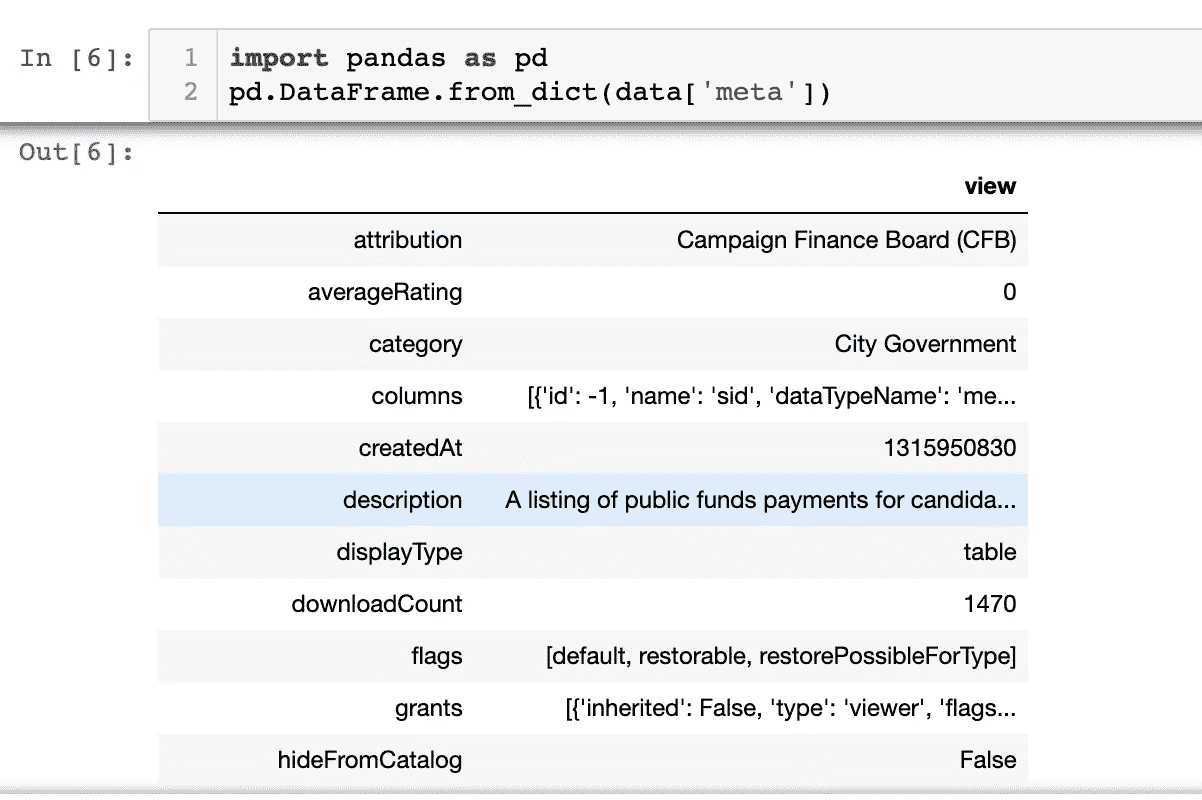 In [6]:
1 import pandas as pd
2 pd.DataFrame.from_dict(data['meta'])
Out[6]:
view
attribution Campaign Finance Board (CFB)
averageRating 0
category City Government
columns [{'id': -1, 'name': 'sid', 'dataTypeName': 'me...
createdAt 1315950830
description A listing of public funds payments for candida...
displayType table
downloadCount 1470
flags [default, restorable, restorePossibleForType]
grants [{'inherited': False, 'type': 'viewer', 'flags...
hideFromCatalog False